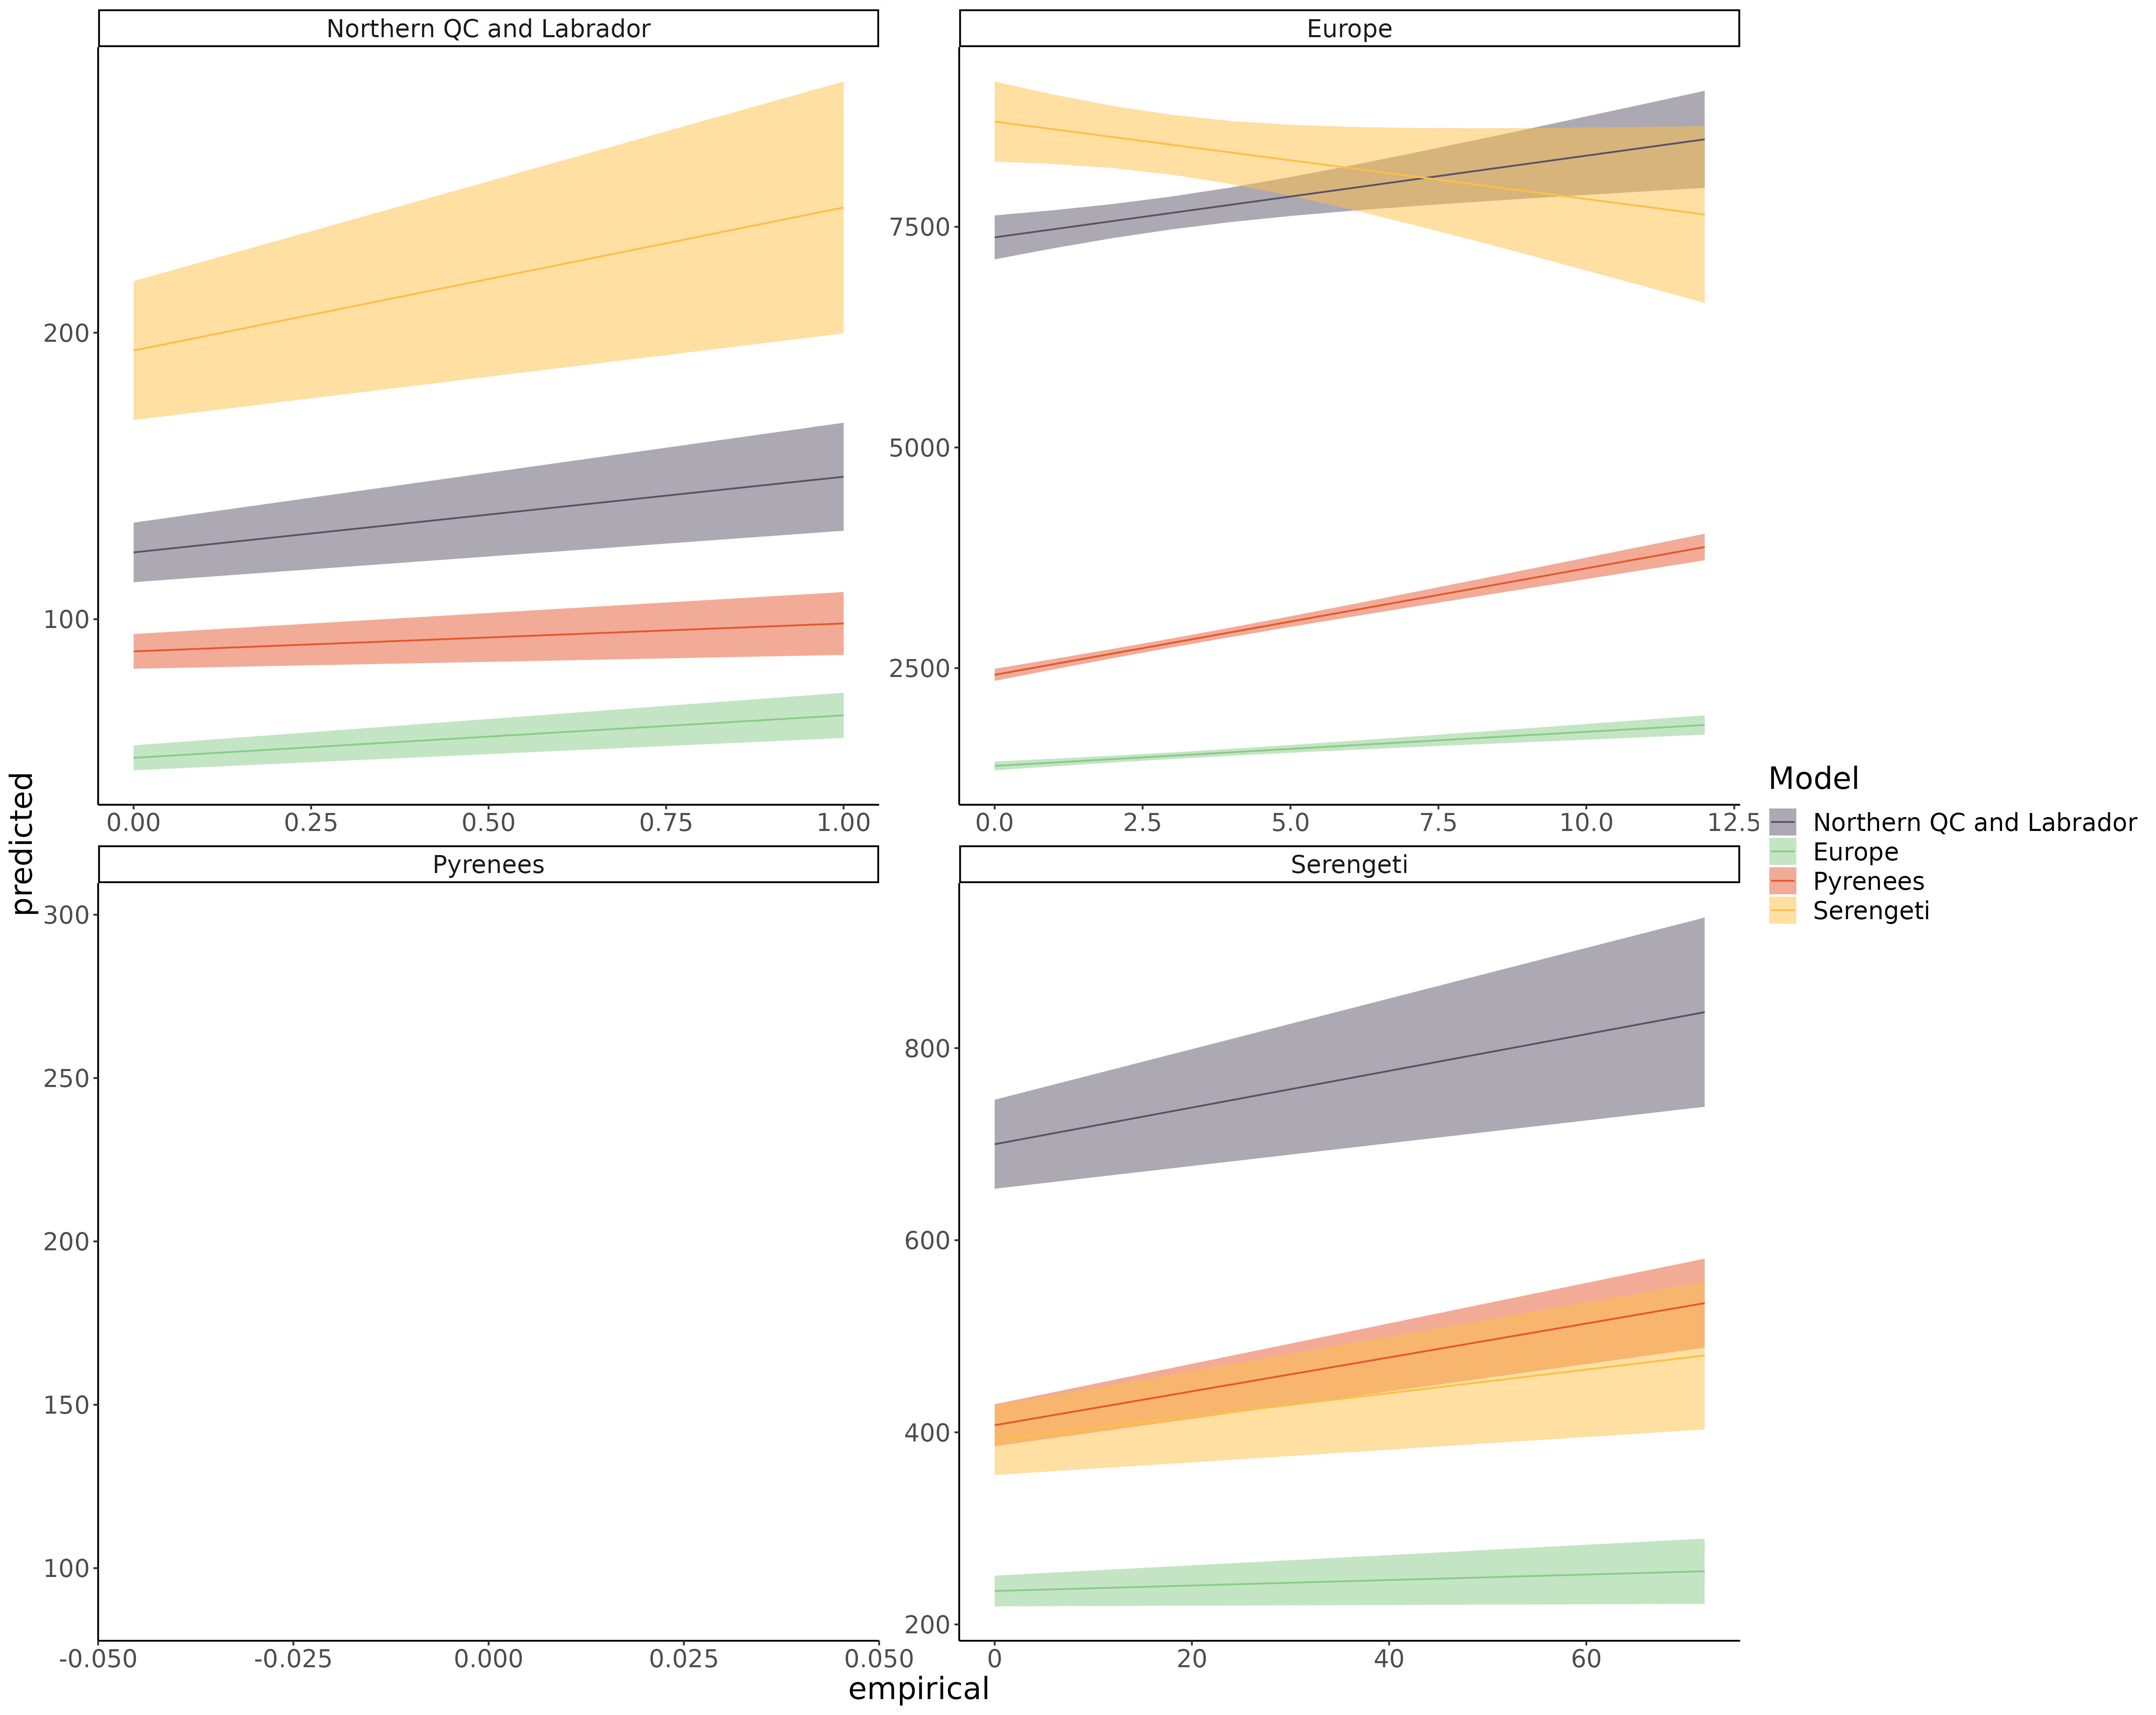 Northern QC and Labrador
Europe
200
100
0.00 0.25 0.50 0.75 1.00
7500
5000
2500
0.0 2.5 5.0 7.5 10.0 12.5
Pyrenees
Serengeti
300
250
200
150
100
-0.050 -0.025 0.000 0.025 0.050
800
600
400
200
0 20 40 60
predicted
empirical
Model
Northern QC and Labrador
Europe
Pyrenees
Serengeti